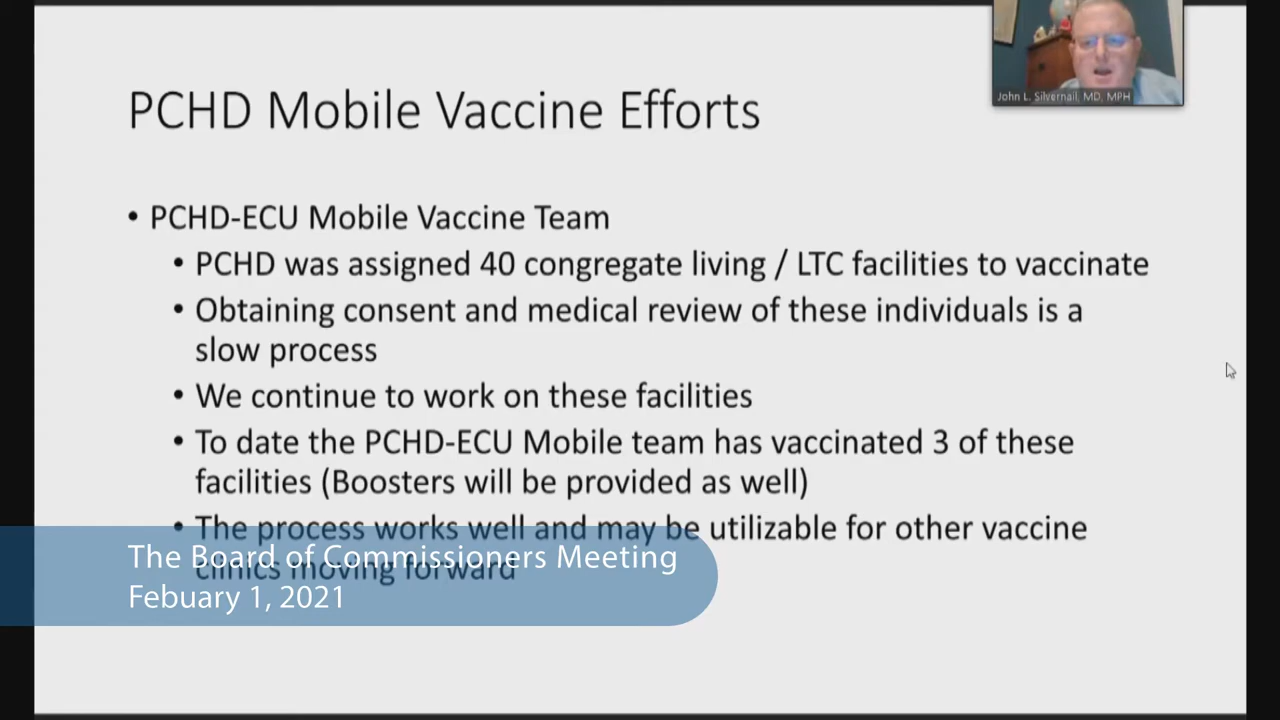 John L. Silvernail, MD, MPH
PCHD Mobile Vaccine Efforts
• PCHD-ECU Mobile Vaccine Team
• PCHD was assigned 40 congregate living / LTC facilities to vaccinate
• Obtaining consent and medical review of these individuals is a
slow process
• We continue to work on these facilities
• To date the PCHD-ECU Mobile team has vaccinated 3 of these
facilities (Boosters will be provided as well)
• The process works well and may be utilizable for other vaccine
clinics moving forward
The Board of Commissioners Meeting
Febuary 1, 2021